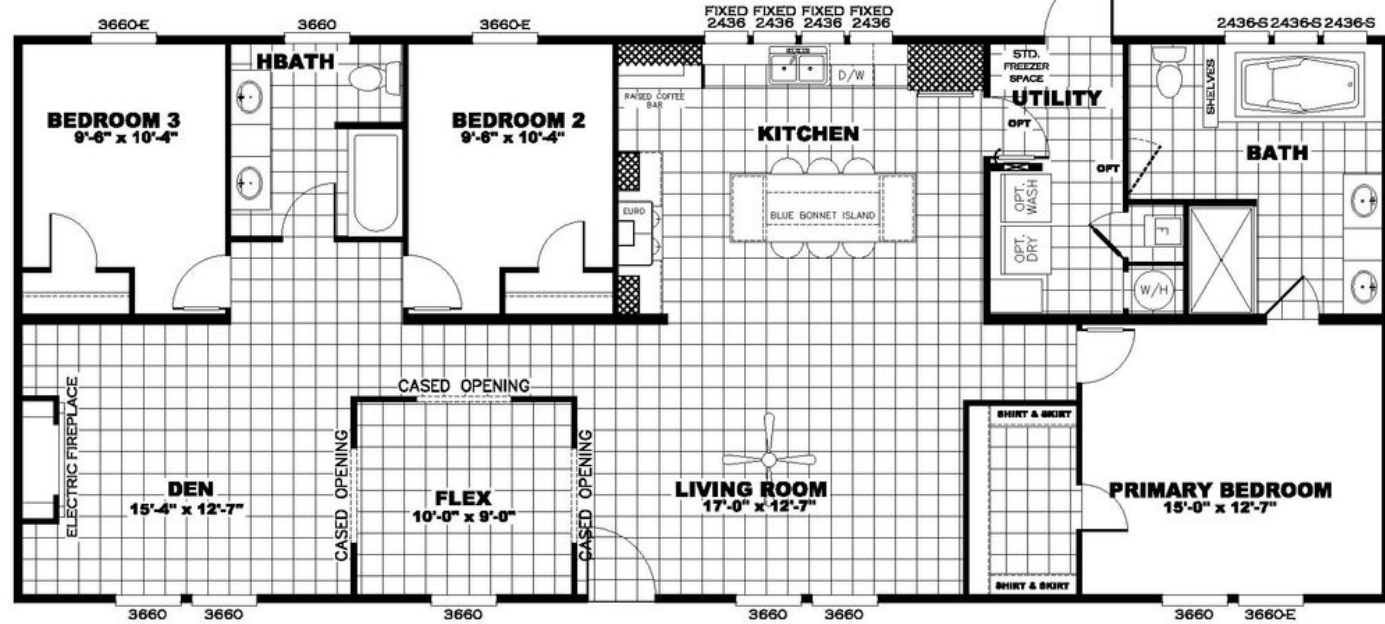 3660-E
3660
3660-E
FIXED
2436
FIXED
2436
FIXED
2436
FIXED
2436
2436-S
2436-S
2436-S
HBATH
BEDROOM 3
9'-6" x 10'-4"
BEDROOM 2
9'-6" x 10'-4"
RAISED COFFEE
BAR
D/W
KITCHEN
EURO
BLUE BONNET ISLAND
STD.
FREEZER
SPACE
UTILITY
OPT
OPT
OPT.
WASH
OPT.
DRY
F
W/H
SHELVES
BATH
ELECTRIC FIREPLACE
DEN
15'-4" x 12'-7"
CASED OPENING
CASED OPENING
FLEX
10'-0" x 9'-0"
CASED OPENING
LIVING ROOM
17'-0" x 12'-7"
SHIRT & SKIRT
SHIRT & SKIRT
PRIMARY BEDROOM
15'-0" x 12'-7"
3660
3660
3660
3660
3660
3660
3660-E